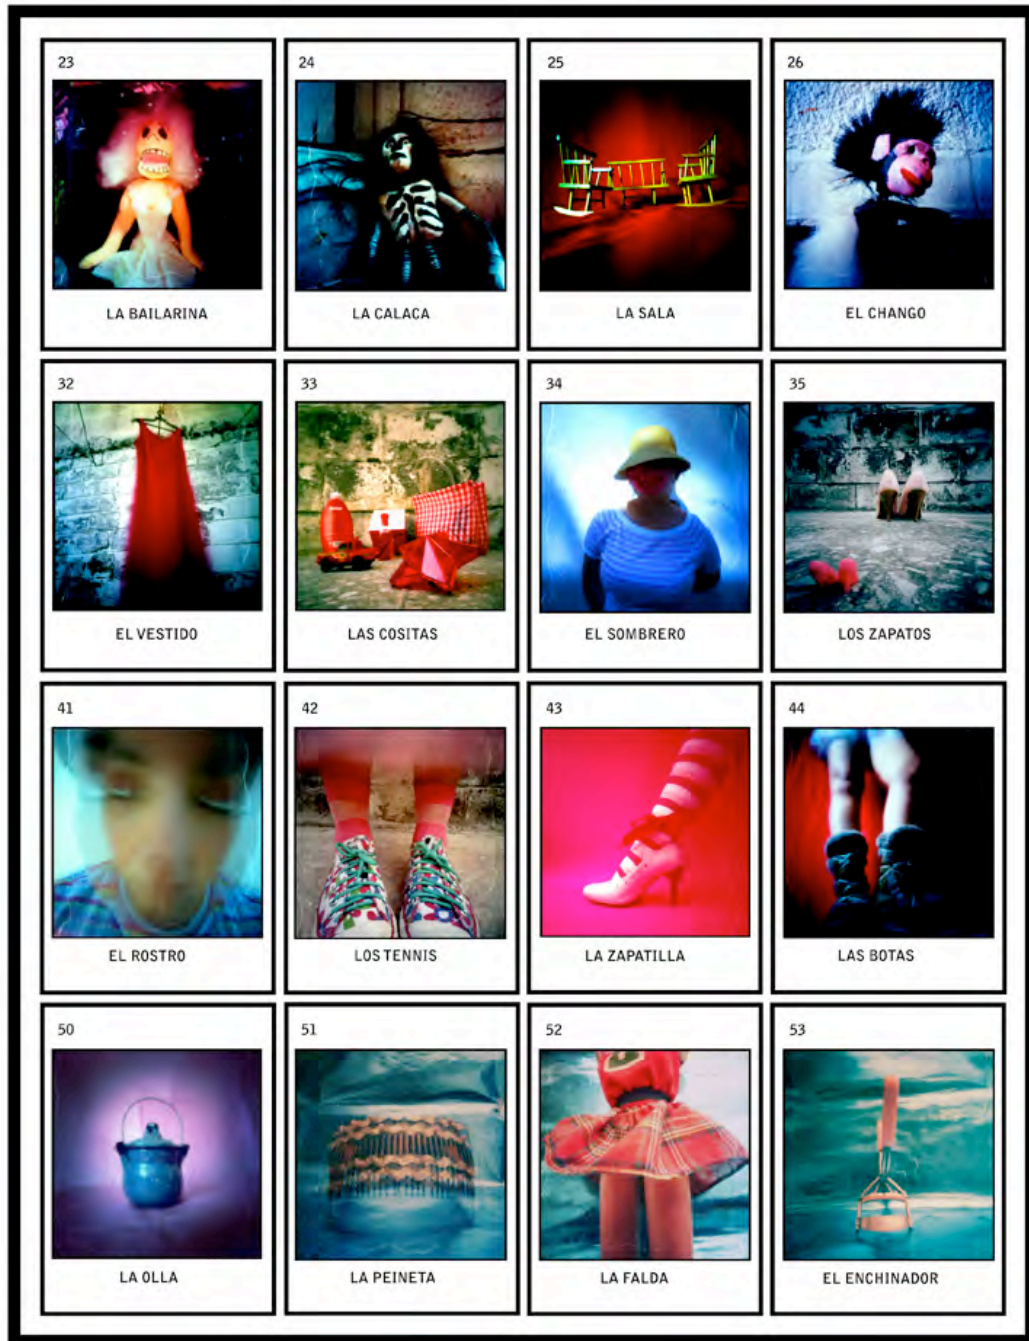 23
LA BAILARINA
24
LA CALACA
25
LA SALA
26
EL CHANGO
32
EL VESTIDO
33
LAS COSITAS
34
EL SOMBRERO
35
LOS ZAPATOS
41
EL ROSTRO
42
LOS TENNIS
43
LA ZAPATILLA
44
LAS BOTAS
50
LA OLLA
51
LA PEINETA
52
LA FALDA
53
EL ENCHINADOR